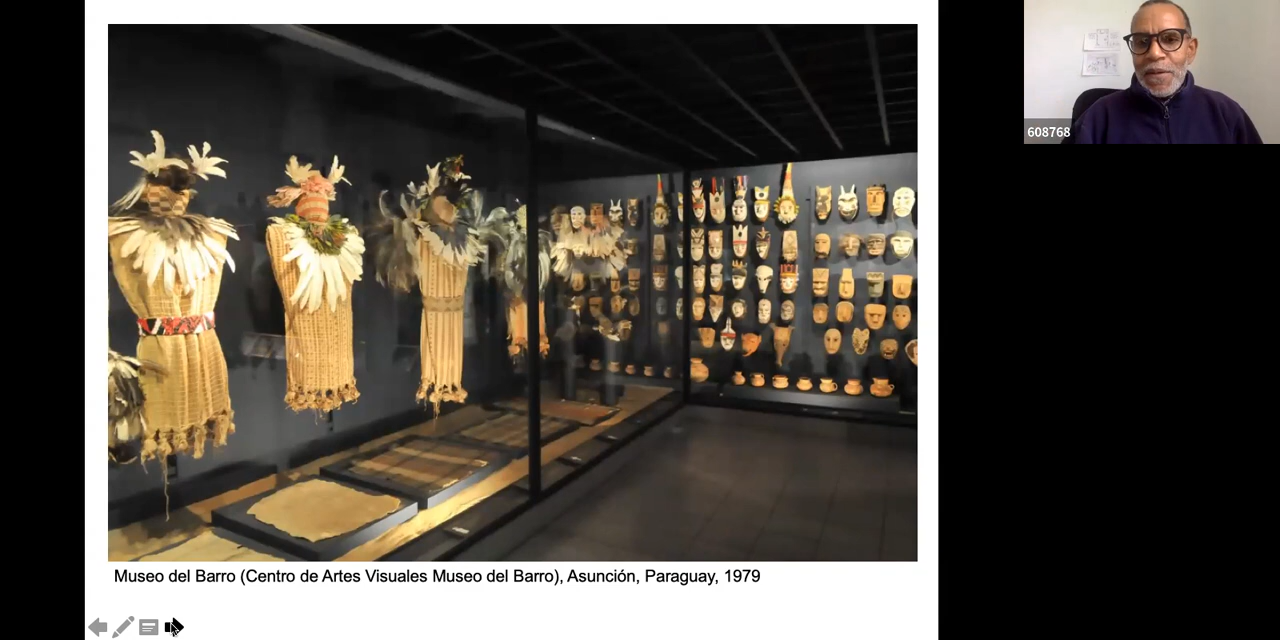 608768
Museo del Barro (Centro de Artes Visuales Museo del Barro), Asunción, Paraguay, 1979